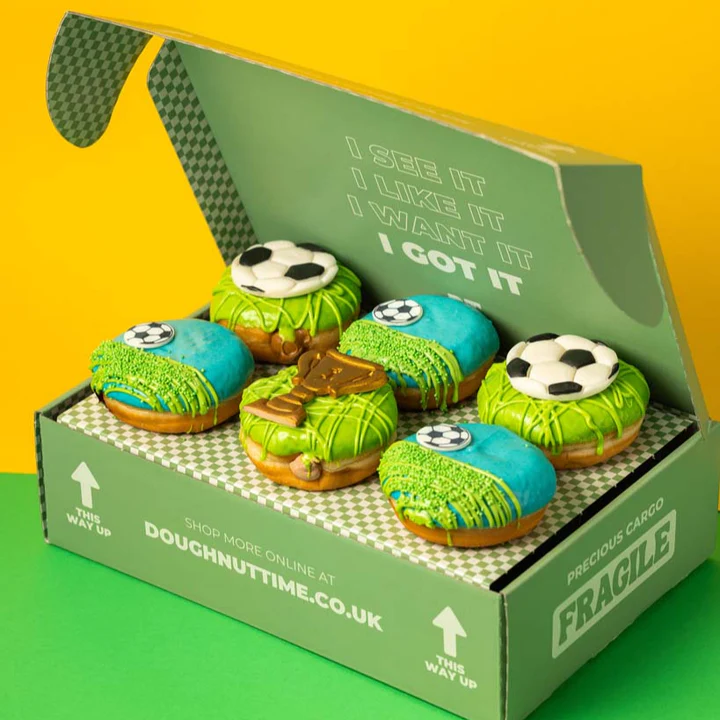 I SEE IT
I LIKE IT
I WANT IT
I GOT IT
THIS
WAY UP
SHOP MORE ONLINE AT
DOUGHNUTTIME.CO.UK
THIS
WAY UP
PRECIOUS CARGO
FRAGILE